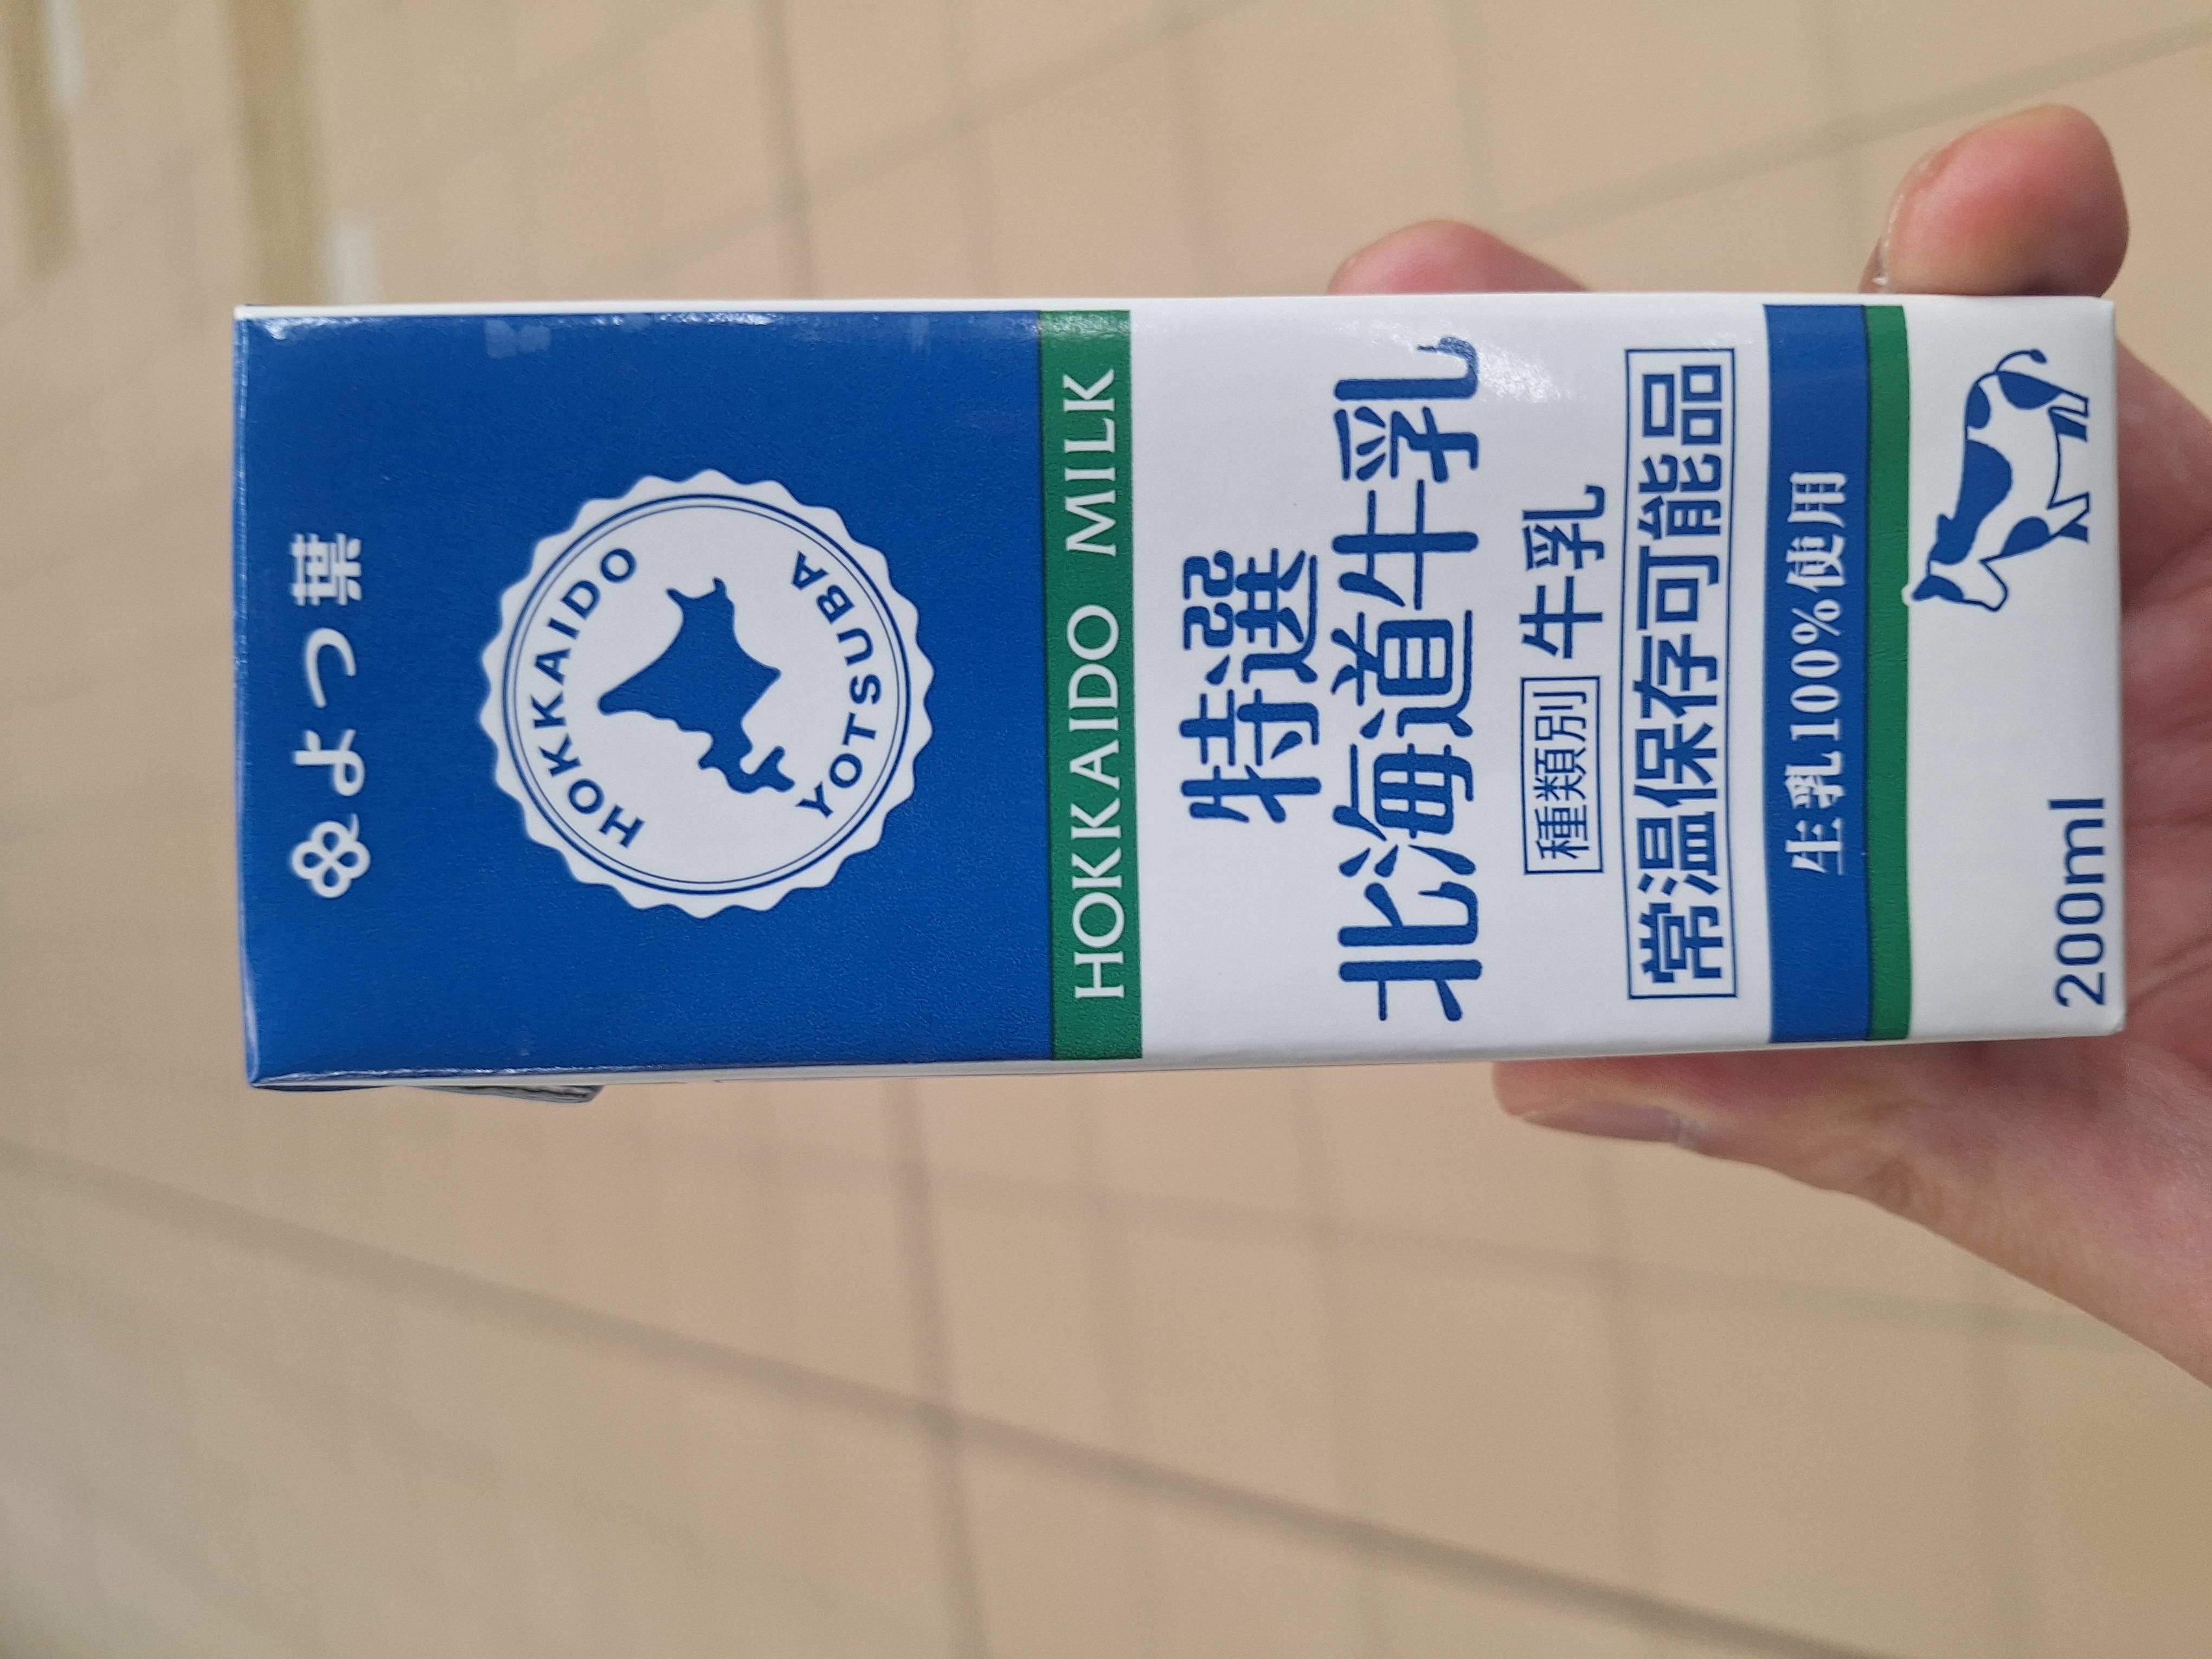 よつ葉
HOKKAIDO
YOTSUBA
HOKKAIDO MILK
特選
北海道牛乳
種類別 牛乳
常温保存可能品
生乳100%使用
200ml